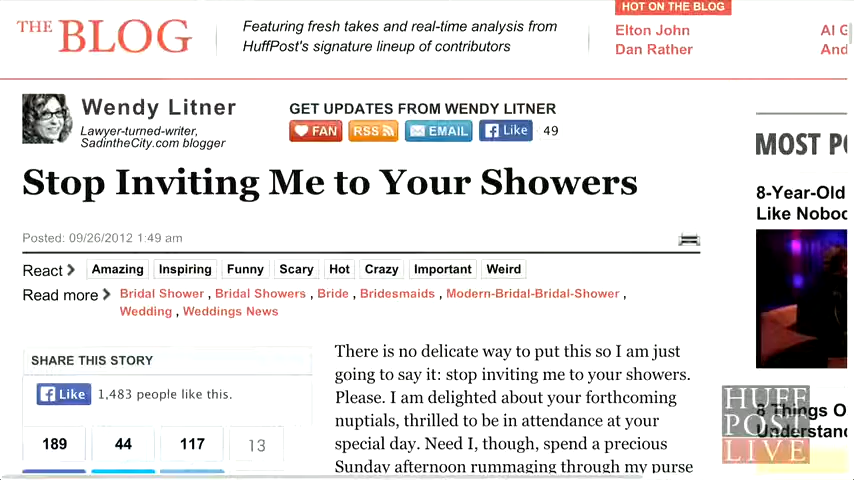 THE BLOG
Featuring fresh takes and real-time analysis from
HuffPost's signature lineup of contributors
HOT ON THE BLOG
Elton John
Dan Rather
Al G
And
Wendy Litner
Lawyer-turned-writer,
SadintheCity.com blogger
GET UPDATES FROM WENDY LITNER
FAN
RSS
EMAIL
Like
49
Stop Inviting Me to Your Showers
Posted: 09/26/2012 1:49 am
React
Amazing
Inspiring
Funny
Scary
Hot
Crazy
Important
Weird
Read more
Bridal Shower , Bridal Showers , Bride , Bridesmaids , Modern-Bridal-Bridal-Shower ,
Wedding , Weddings News
SHARE THIS STORY
Like 1,483 people like this.
189
44
117
13
There is no delicate way to put this so I am just
going to say it: stop inviting me to your showers.
Please. I am delighted about your forthcoming
nuptials, thrilled to be in attendance at your
special day. Need I, though, spend a precious
Sunday afternoon rummaging through my purse
MOST
8-Year-Old
Like Noboc
8 Things O
Understand
HUFF
POST
LIVE